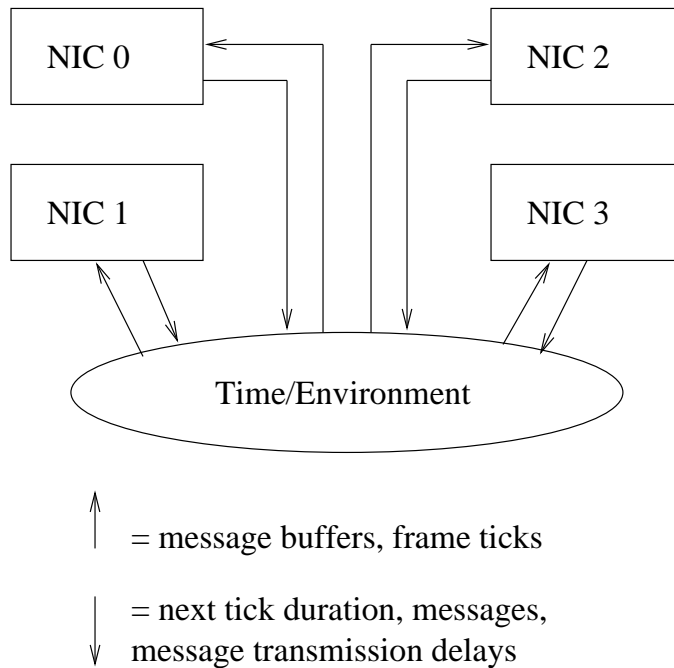 NIC 0
NIC 2
NIC 1
NIC 3
Time/Environment
= message buffers, frame ticks
= next tick duration, messages,
message transmission delays